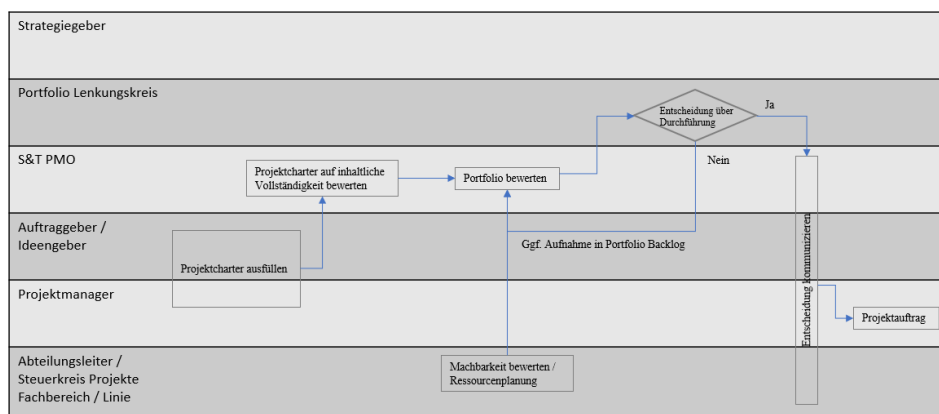 Strategiegeber
Portfolio Lenkungskreis
Entscheidung über
Durchführung
Ja
S&T PMO
Projektcharter auf inhaltliche
Vollständigkeit bewerten
Portfolio bewerten
Nein
Auftraggeber /
Ideengeber
Projektcharter ausfüllen
Ggf. Aufnahme in Portfolio Backlog
Entscheidung kommunizieren
Projektmanager
Projektauftrag
Abteilungsleiter /
Steuerkreis Projekte
Fachbereich / Linie
Machbarkeit bewerten /
Ressourcenplanung